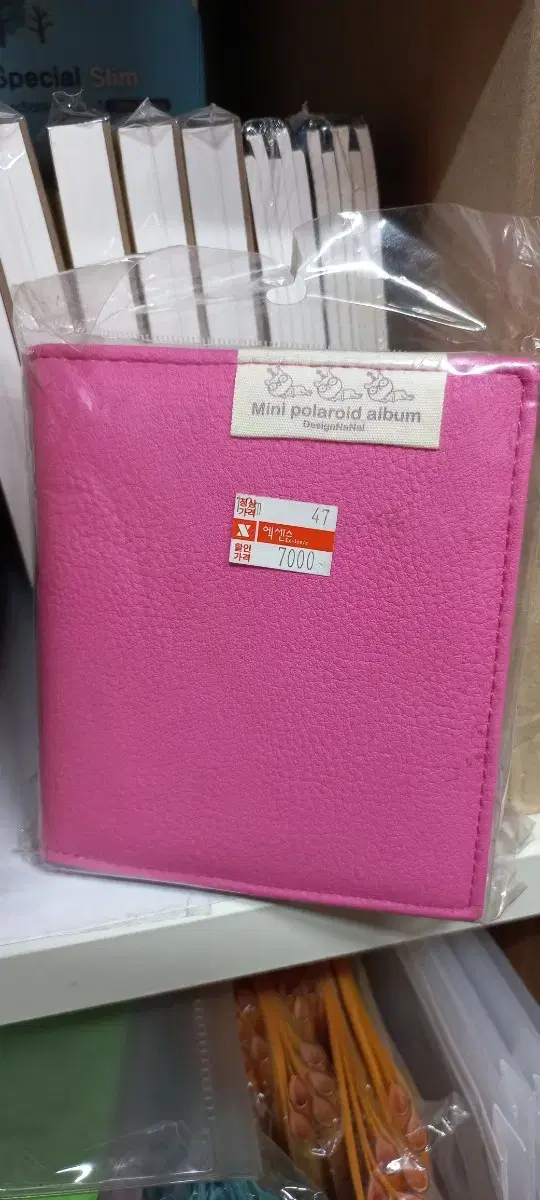 Special Slim
Mini polaroid album
DesignNaNal
정상
가격
47
엑센스
할인
가격
7000